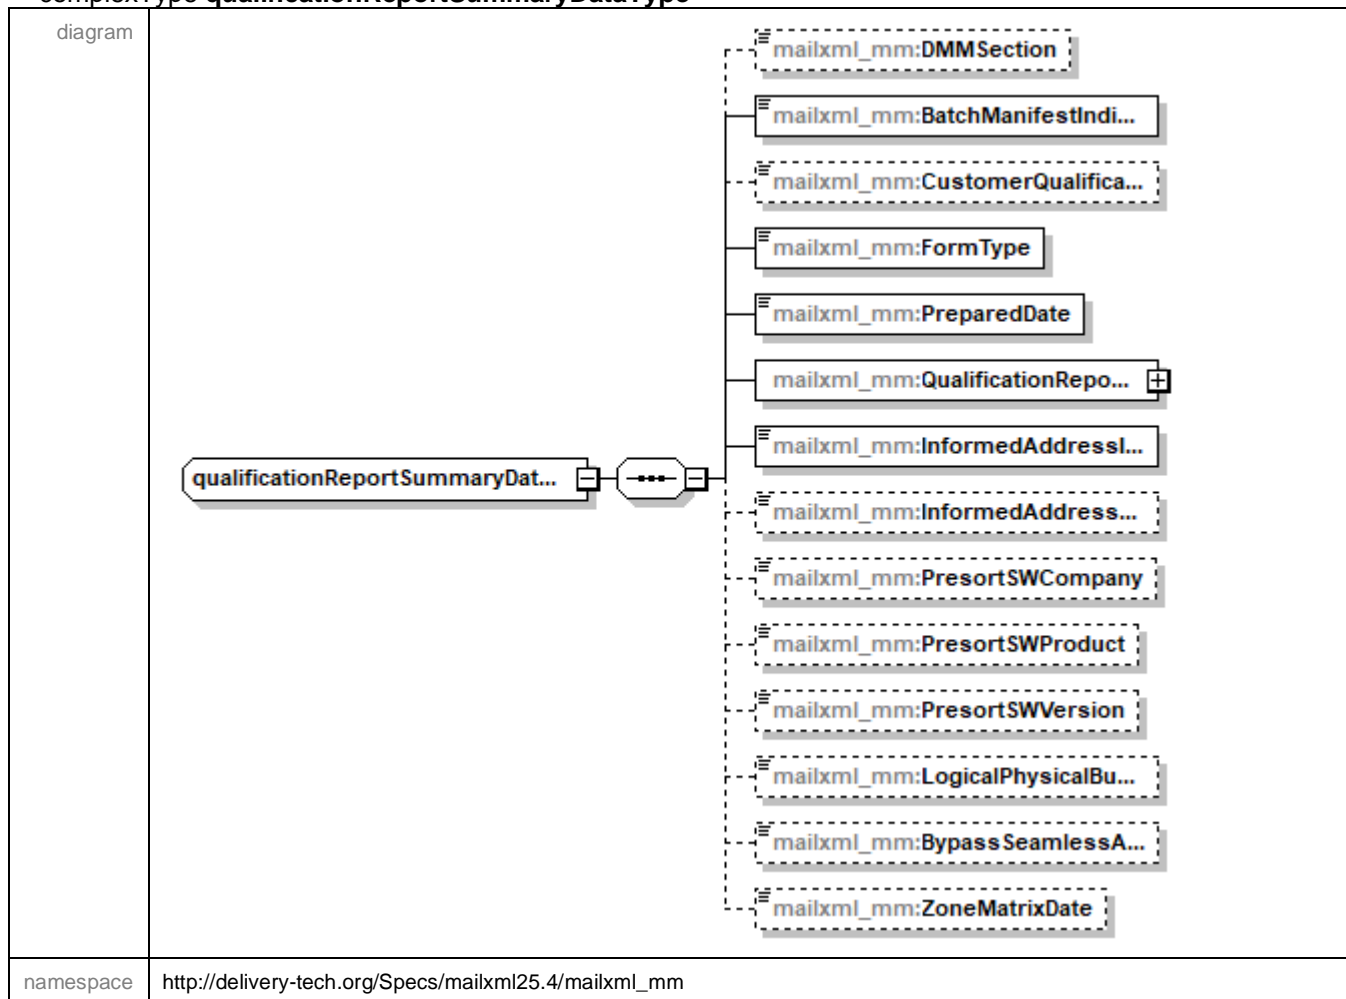 complexType qualificationReportSummaryDataType
diagram
mailxml_mm:DMMSection
mailxml_mm:BatchManifestIndi...
mailxml_mm:CustomerQualifica...
mailxml_mm:FormType
mailxml_mm:PreparedDate
mailxml_mm:QualificationRepo...
mailxml_mm:InformedAddressI...
qualificationReportSummaryDat...
mailxml_mm:InformedAddress...
mailxml_mm:PresortSWCompany
mailxml_mm:PresortSWProduct
mailxml_mm:PresortSWVersion
mailxml_mm:LogicalPhysicalBu...
mailxml_mm:BypassSeamlessA...
mailxml_mm:ZoneMatrixDate
namespace http://delivery-tech.org/Specs/mailxml25.4/mailxml_mm